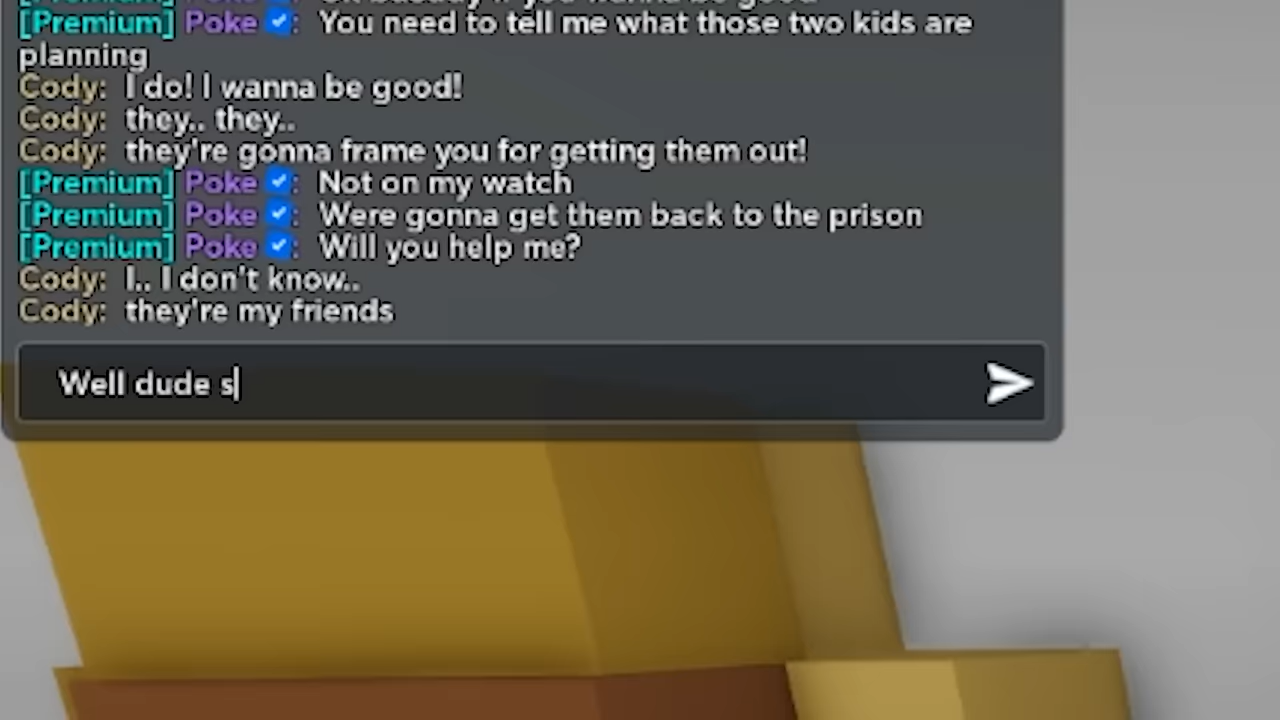 [Premium] Poke: You need to tell me what those two kids are
planning
Cody: I do! I wanna be good!
Cody: they.. they..
Cody: they're gonna frame you for getting them out!
[Premium] Poke: Not on my watch
[Premium] Poke: Were gonna get them back to the prison
[Premium] Poke: Will you help me?
Cody: I.. I don't know..
Cody: they're my friends
Well dude s